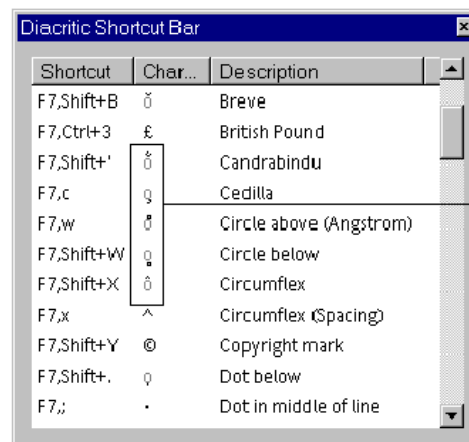 Diacritic Shortcut Bar
Shortcut Char... Description
F7,Shift+B ŏ Breve
F7,Ctrl+3 £ British Pound
F7,Shift+' o̐ Candrabindu
F7,c o̧ Cedilla
F7,w o̊ Circle above (Angstrom)
F7,Shift+W o̥ Circle below
F7,Shift+X ô Circumflex
F7,x ^ Circumflex (Spacing)
F7,Shift+Y © Copyright mark
F7,Shift+. ọ Dot below
F7,; · Dot in middle of line